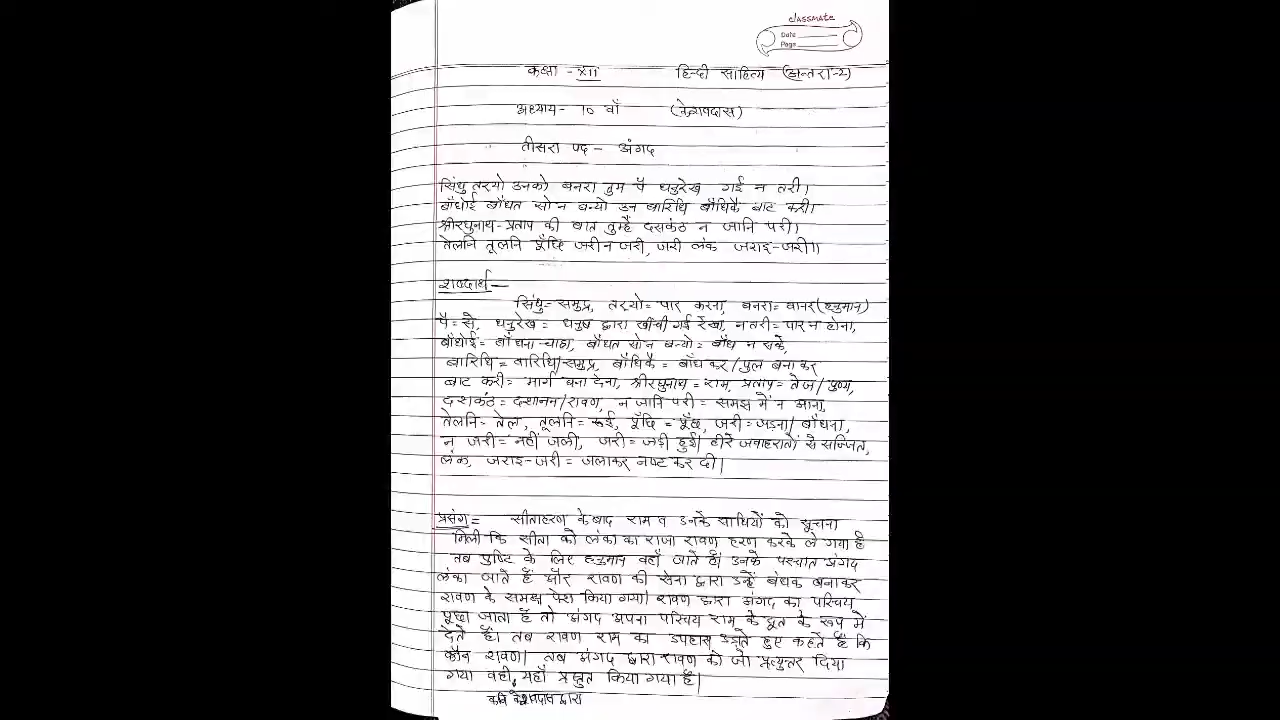 classmate
Date
Page
कक्षा - XII हिन्दी साहित्य (अन्तरा-2)
अध्याय- 10 वाँ (केशवदास)
तीसरा पद - अंगद
सिंधु तर्‌यो उनको बनरा तुम पै धनुरेख गई न तरी।
बाँधोई बाँधत सो न बन्यो उन बारिधि बाँधिकै बाट करी।
श्रीरघुनाथ-प्रताप की बात तुम्हैं दसकंठ न जानि परी।
तेलनि तूलनि पूँछि जरी न जरी, जरी लंक जराइ-जरी॥
शब्दार्थ -
सिंधु= समुद्र, तर्‌यो= पार करना, बनरा= वानर(हनुमान)
पै= से, धनुरेख= धनुष द्वारा खींची गई रेखा, न तरी= पार न होना,
बाँधोई= बाँधना चाहा, बाँधत सो न बन्यो= बाँध न सके,
बारिधि= वारिधि/समुद्र, बाँधिकै = बाँध कर/पुल बना कर
बाट करी= मार्ग बना देना, श्रीरघुनाथ = राम, प्रताप= तेज/पुण्य,
दसकंठ= दशानन/रावण, न जानि परी= समझ में न आना,
तेलनि- तेल, तूलनि= रूई, पूँछि = पूँछ, जरी= जड़ना/बाँधना,
न जरी= नहीं जली, जरी= जड़ी हुई/हीरे जवाहरातों से सज्जित,
लंक, जराइ-जरी= जलाकर नष्ट कर दी।
प्रसंग= सीताहरण के बाद राम व उनके साथियों को सूचना
मिली कि सीता को लंका का राजा रावण हरण करके ले गया है
तब पुष्टि के लिए हनुमान वहाँ जाते हैं। उनके पश्चात अंगद
लंका जाते हैं और रावण की सेना द्वारा उन्हें बंधक बनाकर
रावण के समक्ष पेश किया गया। रावण द्वारा अंगद का परिचय
पूछा जाता है तो अंगद अपना परिचय राम के दूत के रूप में
देते हैं। तब रावण राम का उपहास उड़ाते हुए कहते हैं कि
कौन रावण। तब अंगद द्वारा रावण को जो प्रत्युतर दिया
गया वही यहाँ प्रस्तुत किया गया है।
कवि केशवदास द्वारा